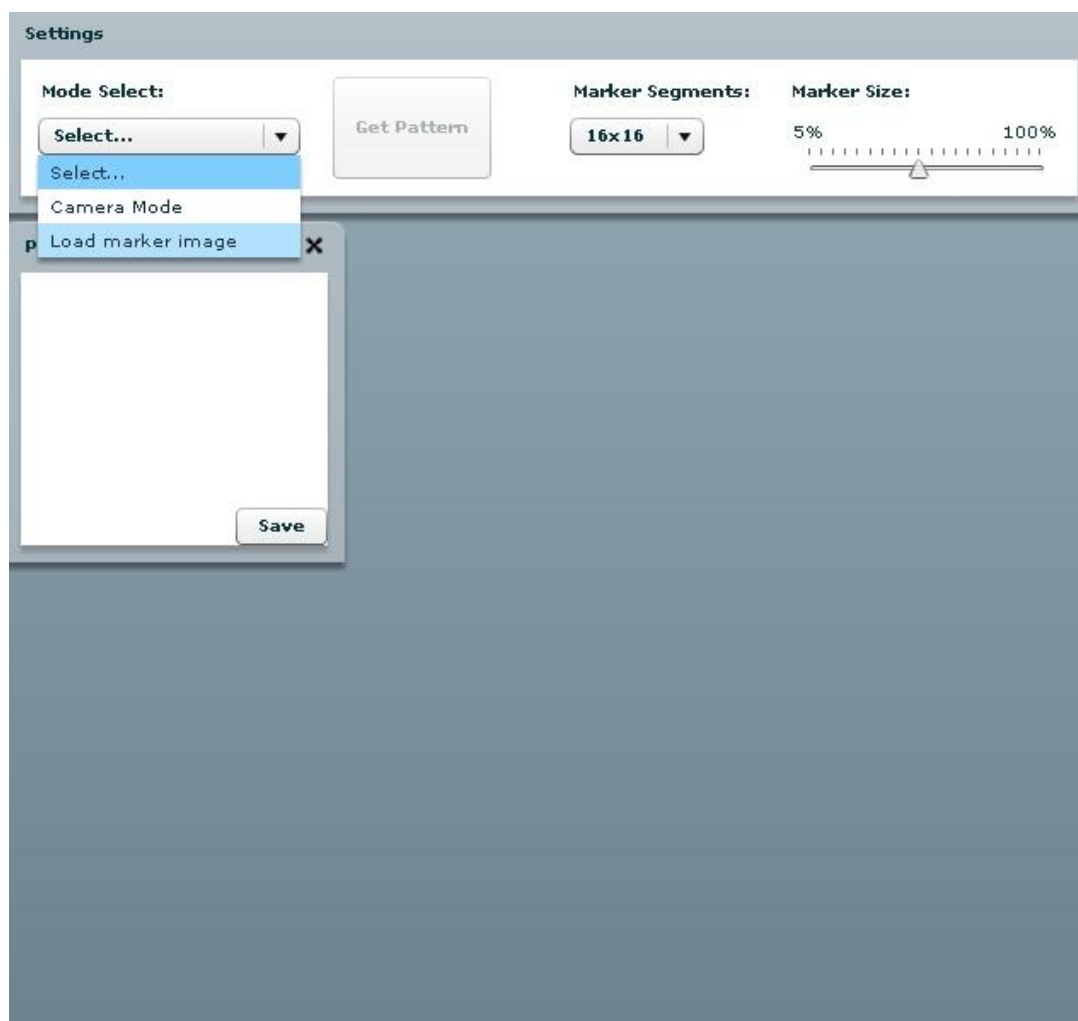 Settings
Mode Select:
Marker Segments:
Marker Size:
Select...
Get Pattern
16x16
5%
100%
Select...
Camera Mode
Load marker image
Save